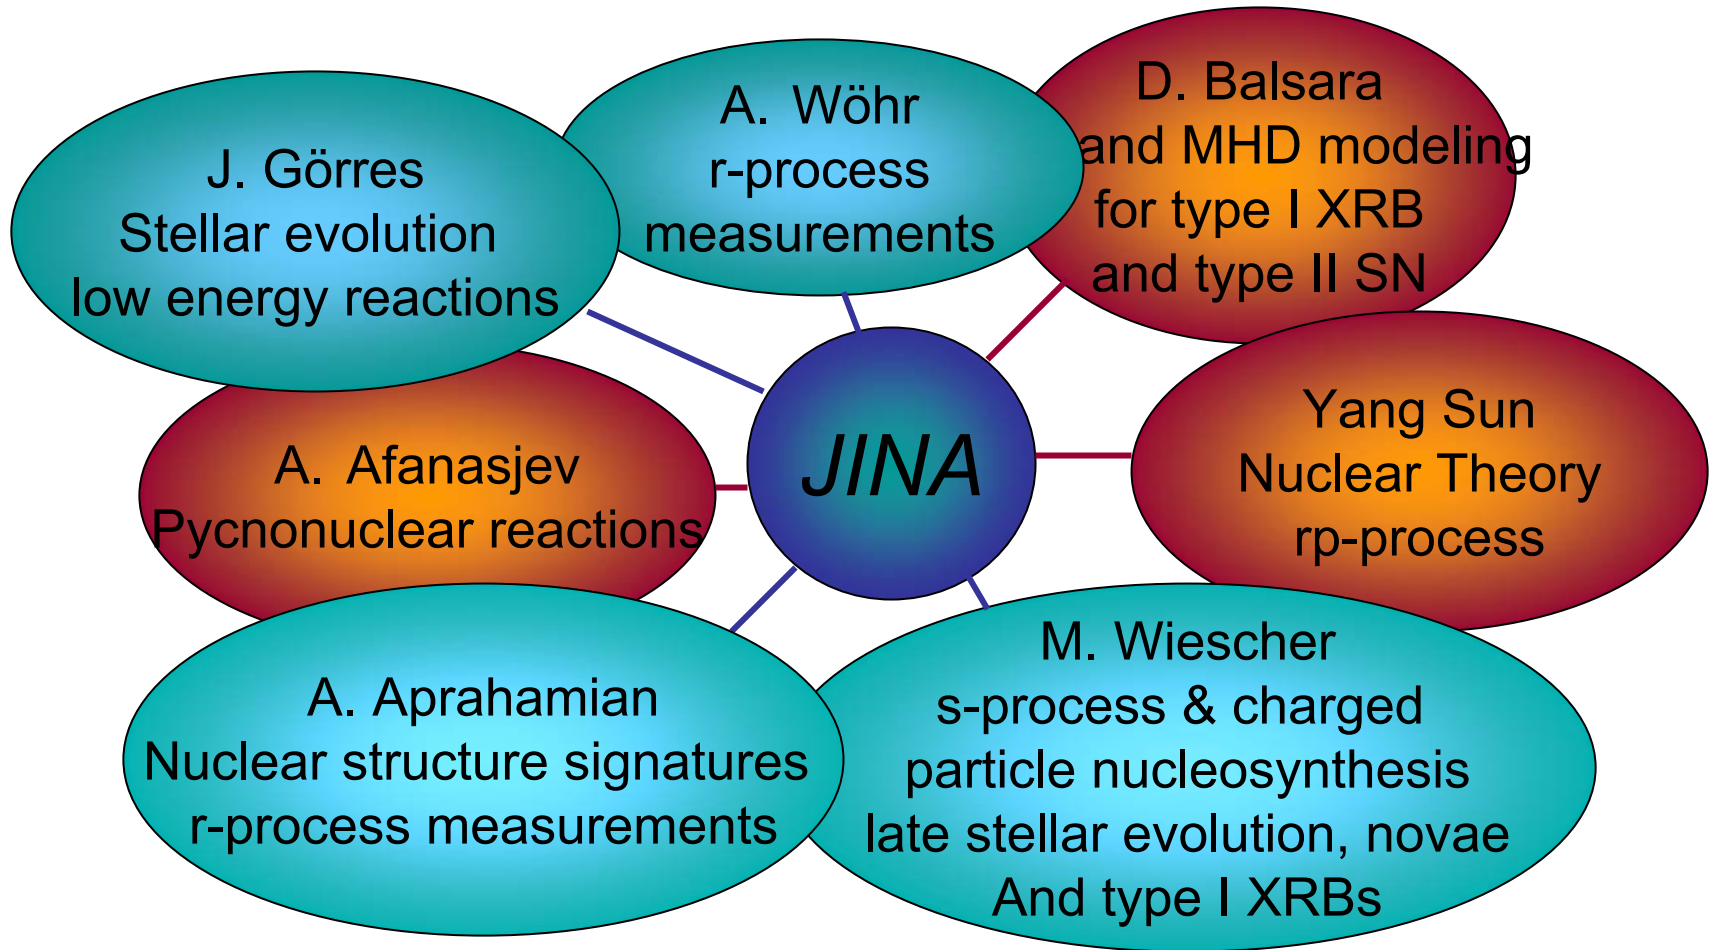 J. Görres
Stellar evolution
low energy reactions
A. Wöhr
r-process
measurements
D. Balsara
and MHD modeling
for type I XRB
and type II SN
A. Afanasjev
Pycnonuclear reactions
JINA
Yang Sun
Nuclear Theory
rp-process
A. Aprahamian
Nuclear structure signatures
r-process measurements
M. Wiescher
s-process & charged
particle nucleosynthesis
late stellar evolution, novae
And type I XRBs